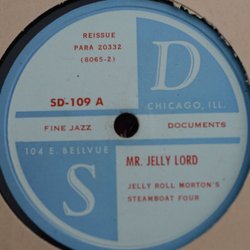 REISSUE
PARA 20332
(8065-2)
D
SD-109 A
CHICAGO, ILL.
FINE JAZZ
DOCUMENTS
104 E. BELLVUE
MR. JELLY LORD
S
JELLY ROLL MORTON'S
STEAMBOAT FOUR